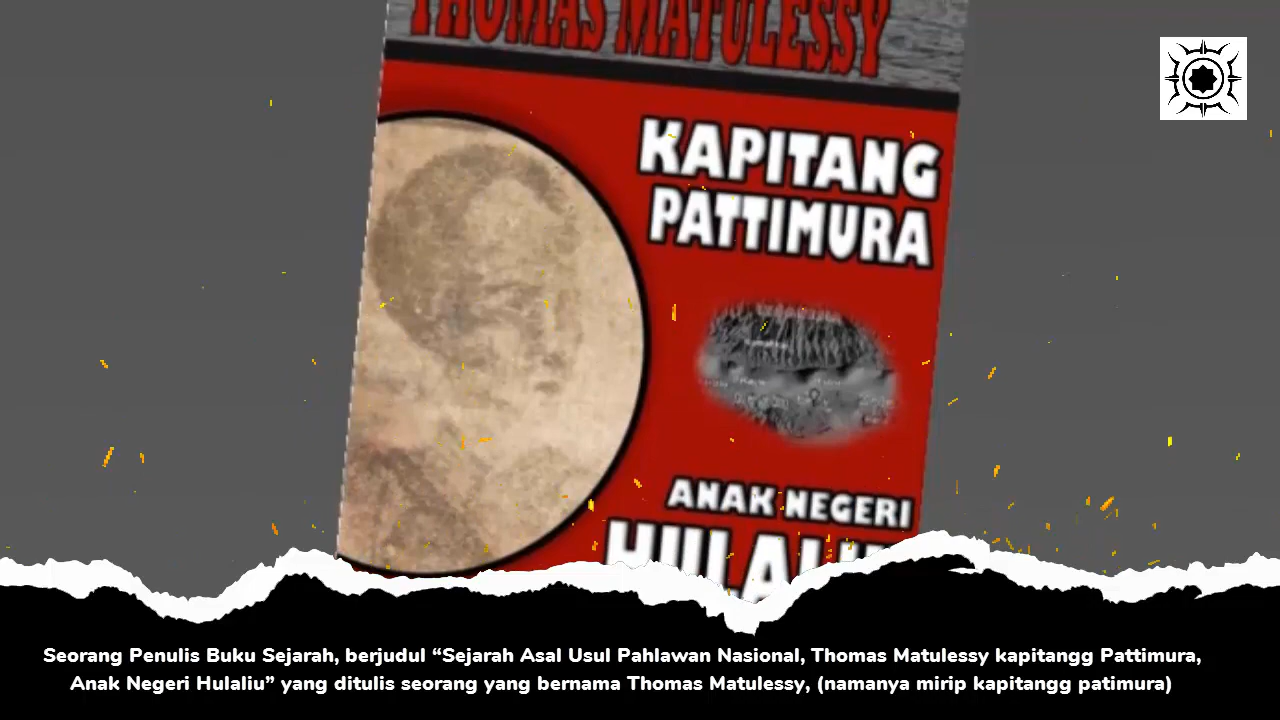 THOMAS MATULESSY
KAPITANG
PATTIMURA
ANAK NEGERI
Seorang Penulis Buku Sejarah, berjudul “Sejarah Asal Usul Pahlawan Nasional, Thomas Matulessy kapitangg Pattimura,
Anak Negeri Hulaliu” yang ditulis seorang yang bernama Thomas Matulessy, (namanya mirip kapitangg patimura)